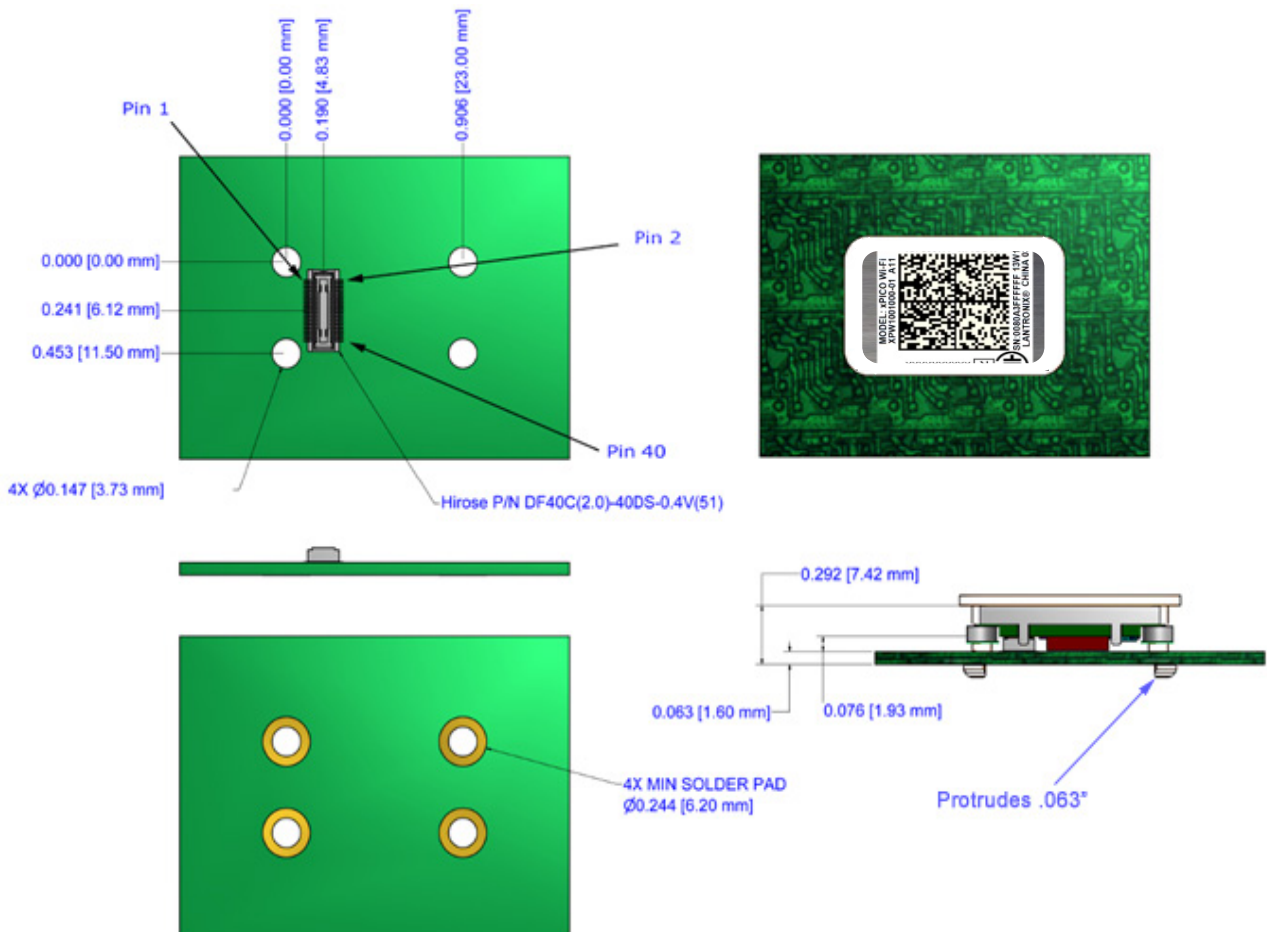 0.000 [0.00 mm]
0.190 [4.83 mm]
0.906 [23.00 mm]
Pin 1
Pin 2
0.000 [0.00 mm]
0.241 [6.12 mm]
0.453 [11.50 mm]
Pin 40
4X Ø0.147 [3.73 mm]
Hirose P/N DF40C(2.0)-40DS-0.4V(51)
MODEL: xPICO Wi-Fi
XPW1001000-01 A11
LANTRONIX® CHINA
0.292 [7.42 mm]
0.063 [1.60 mm]
0.076 [1.93 mm]
4X MIN SOLDER PAD
Ø0.244 [6.20 mm]
Protrudes .063"